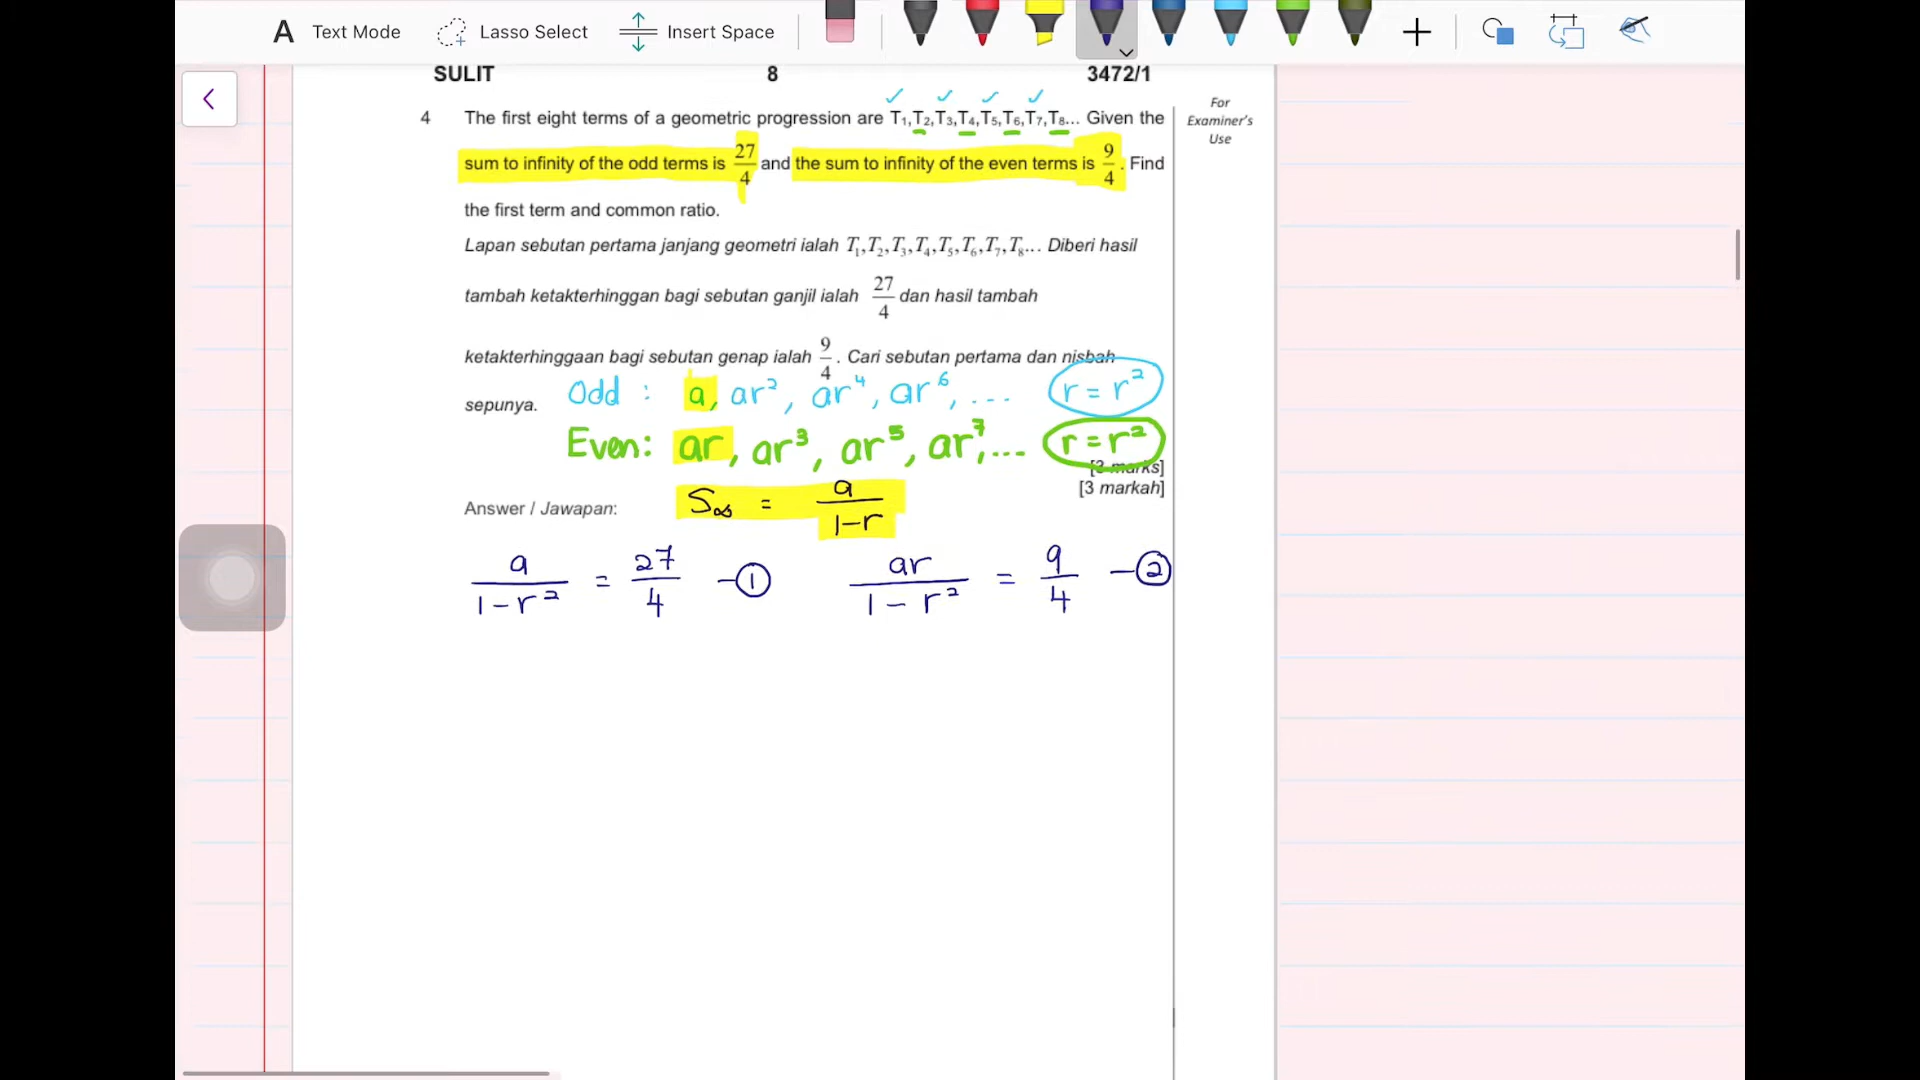 A Text Mode Lasso Select Insert Space
SULIT 8 3472/1
For
Examiner's
Use
4 The first eight terms of a geometric progression are T₁,T₂,T₃,T₄,T₅,T₆,T₇,T₈... Given the
sum to infinity of the odd terms is 27/4 and the sum to infinity of the even terms is 9/4. Find
the first term and common ratio.
Lapan sebutan pertama janjang geometri ialah T₁,T₂,T₃,T₄,T₅,T₆,T₇,T₈... Diberi hasil
tambah ketakterhinggan bagi sebutan ganjil ialah 27/4 dan hasil tambah
ketakterhinggaan bagi sebutan genap ialah 9/4. Cari sebutan pertama dan nisbah
sepunya.
Odd : a, ar², ar⁴, ar⁶, ... r = r²
Even: ar, ar³, ar⁵, ar⁷,... r = r²
[3 marks]
[3 markah]
Answer / Jawapan: S∞ = a/(1-r)
a/(1-r²) = 27/4 -① ar/(1-r²) = 9/4 -②